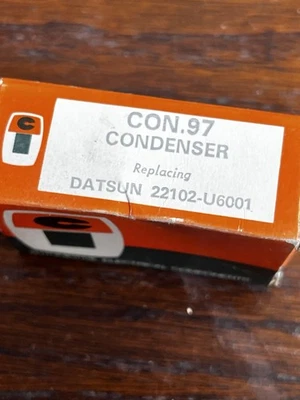 C
CON.97
CONDENSER
Replacing
DATSUN 22102-U6001
C